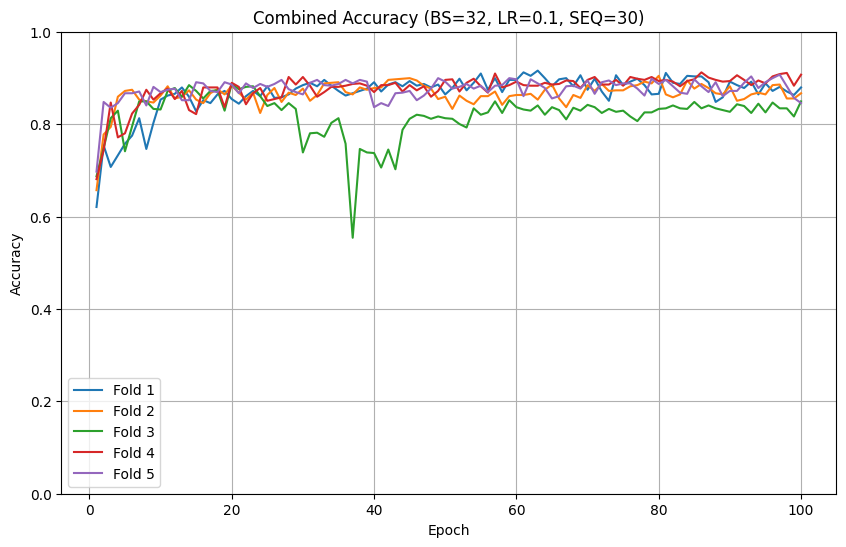 Combined Accuracy (BS=32, LR=0.1, SEQ=30)
1.0
0.8
0.6
0.4
0.2
0.0
Accuracy
Fold 1
Fold 2
Fold 3
Fold 4
Fold 5
0 20 40 60 80 100
Epoch